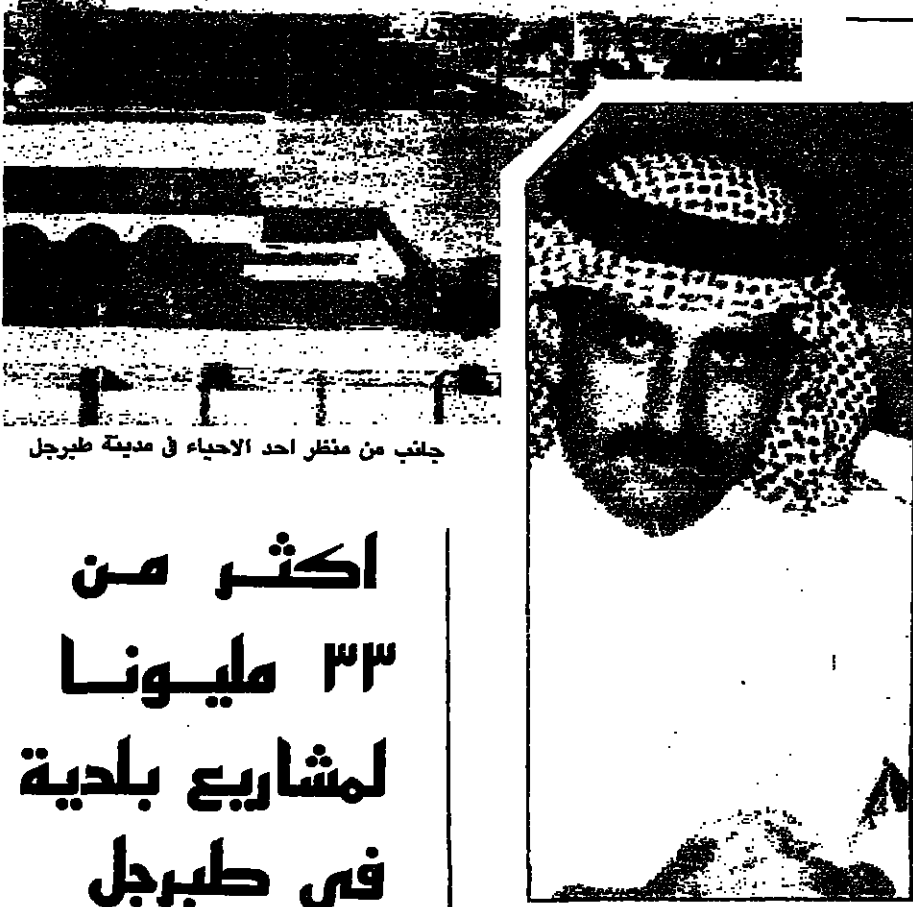 جانب من منظر احد الاحياء في مدينة طبرجل
اكثر من
٣٣ مليونا
لمشاريع بلدية
في طبرجل